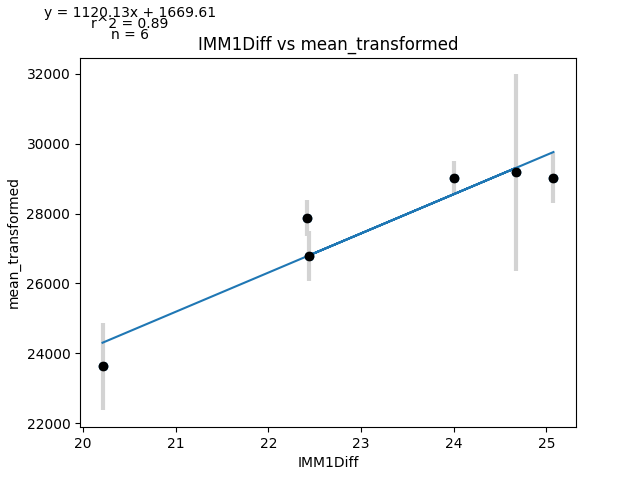 y = 1120.13x + 1669.61
r^2 = 0.89
n = 6
IMM1Diff vs mean_transformed
32000
30000
28000
26000
24000
22000
mean_transformed
20 21 22 23 24 25
IMM1Diff